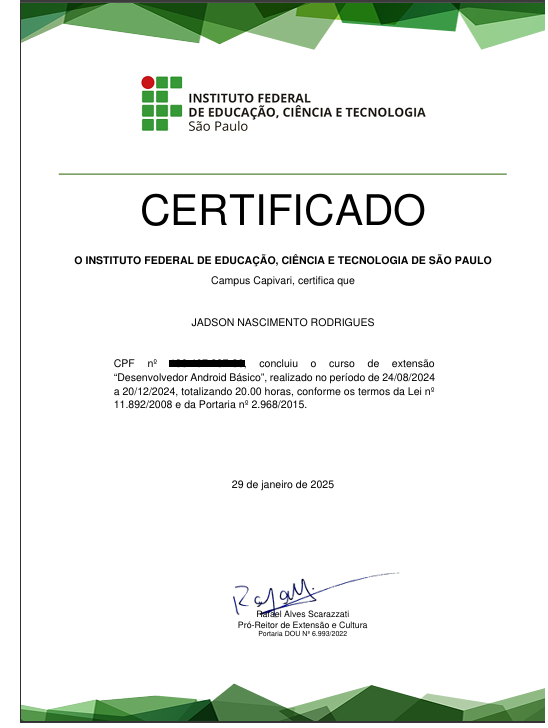 INSTITUTO FEDERAL
DE EDUCAÇÃO, CIÊNCIA E TECNOLOGIA
São Paulo
CERTIFICADO
O INSTITUTO FEDERAL DE EDUCAÇÃO, CIÊNCIA E TECNOLOGIA DE SÃO PAULO
Campus Capivari, certifica que
JADSON NASCIMENTO RODRIGUES
CPF nº , concluiu o curso de extensão
“Desenvolvedor Android Básico”, realizado no período de 24/08/2024
a 20/12/2024, totalizando 20.00 horas, conforme os termos da Lei nº
11.892/2008 e da Portaria nº 2.968/2015.
29 de janeiro de 2025
Rafael Alves Scarazzati
Pró-Reitor de Extensão e Cultura
Portaria DOU Nº 6.993/2022